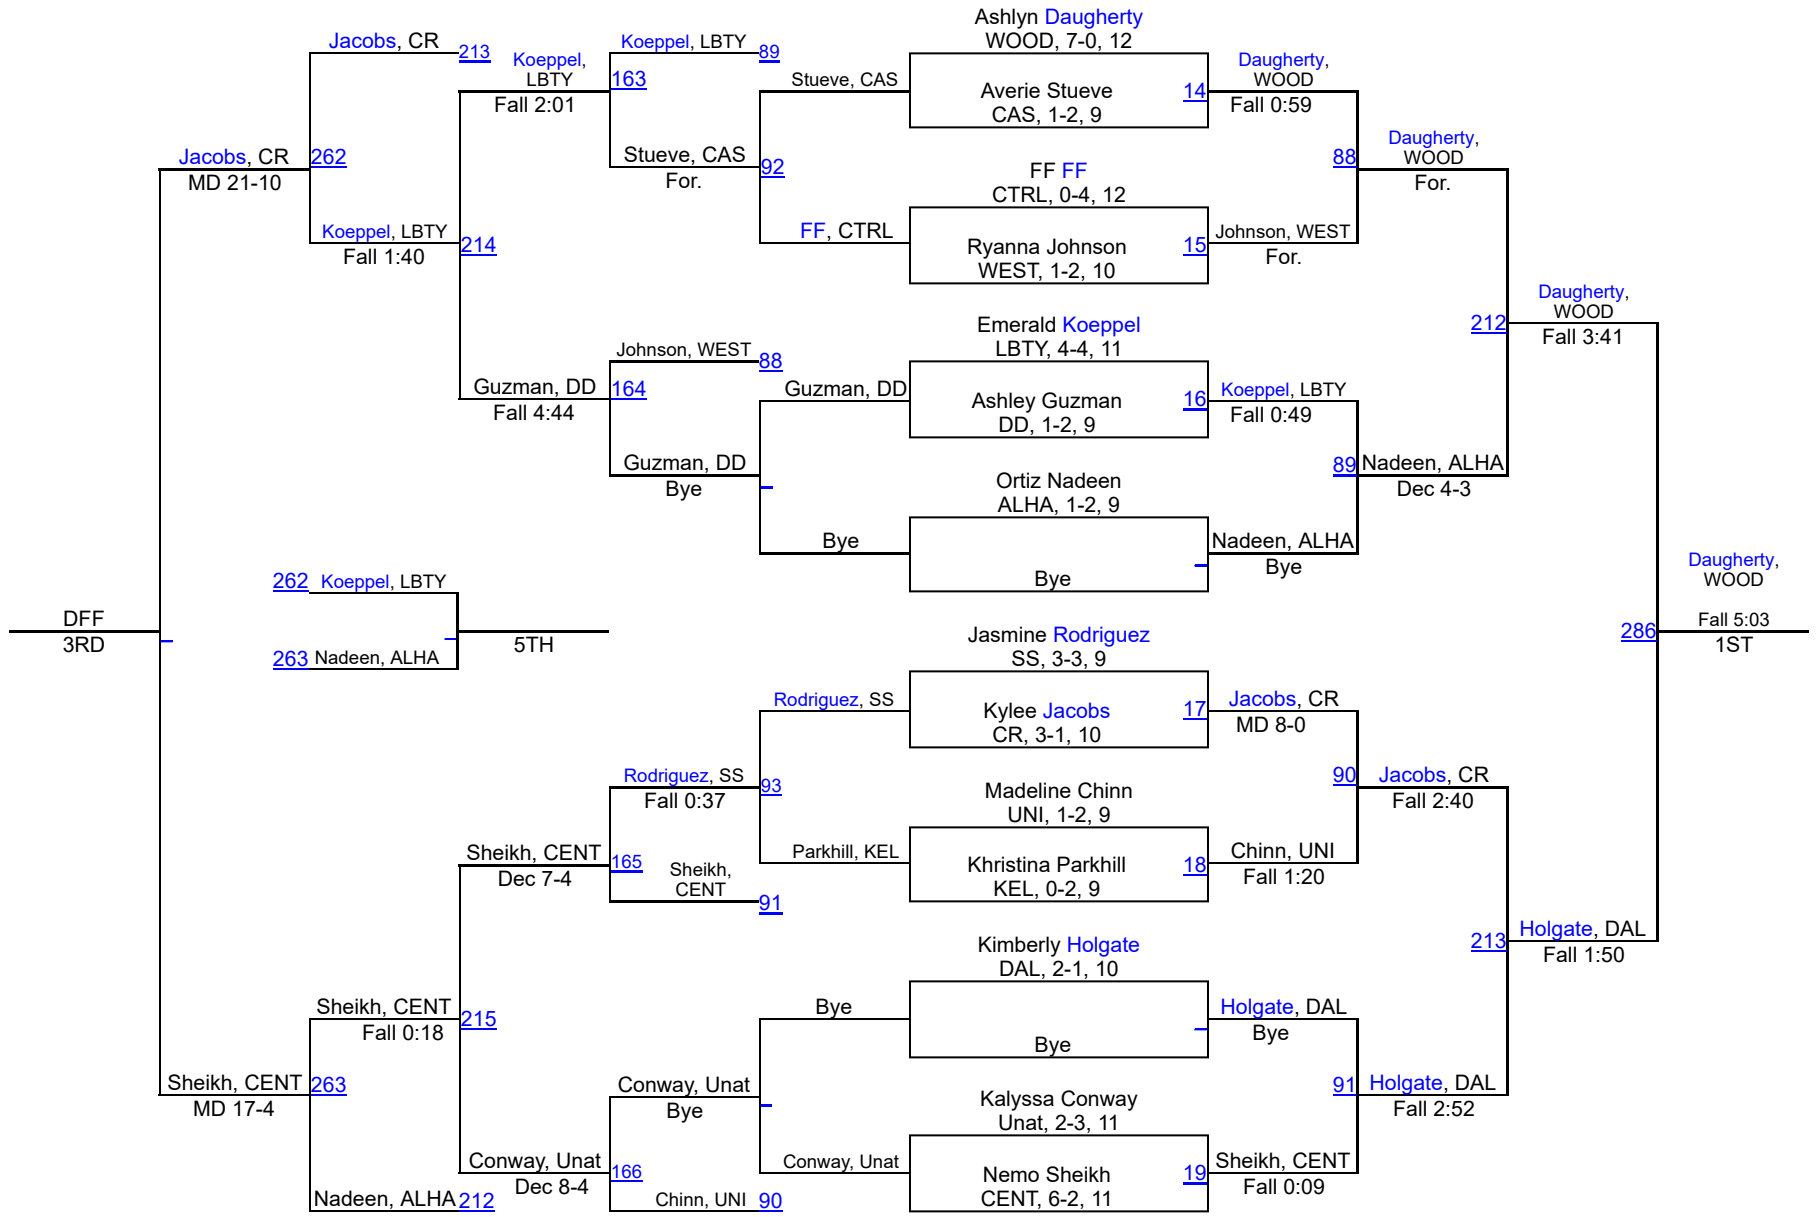 Jacobs, CR
213
Koeppel,
LBTY
Fall 2:01
Koeppel, LBTY
89
163
Stueve, CAS
For.
Stueve, CAS
92
FF, CTRL
Ashlyn Daugherty
WOOD, 7-0, 12
Averie Stueve
CAS, 1-2, 9
14
Daugherty,
WOOD
Fall 0:59
FF FF
CTRL, 0-4, 12
Ryanna Johnson
WEST, 1-2, 10
15
Johnson, WEST
For.
88
Daugherty,
WOOD
For.
Jacobs, CR
MD 21-10
262
Koeppel, LBTY
Fall 1:40
214
Johnson, WEST
88
Guzman, DD
Fall 4:44
164
Guzman, DD
Bye
Guzman, DD
Bye
Emerald Koeppel
LBTY, 4-4, 11
Ashley Guzman
DD, 1-2, 9
16
Koeppel, LBTY
Fall 0:49
Ortiz Nadeen
ALHA, 1-2, 9
Bye
Nadeen, ALHA
Bye
89
Nadeen, ALHA
Dec 4-3
212
Daugherty,
WOOD
Fall 3:41
262
Koeppel, LBTY
263
Nadeen, ALHA
5TH
DFF
3RD
286
Daugherty,
WOOD
Fall 5:03
1ST
Jasmine Rodriguez
SS, 3-3, 9
Kylee Jacobs
CR, 3-1, 10
17
Jacobs, CR
MD 8-0
Rodriguez, SS
Rodriguez, SS
Fall 0:37
93
Parkhill, KEL
Madeline Chinn
UNI, 1-2, 9
Khristina Parkhill
KEL, 0-2, 9
18
Chinn, UNI
Fall 1:20
90
Jacobs, CR
Fall 2:40
Sheikh, CENT
Dec 7-4
165
Sheikh,
CENT
91
213
Holgate, DAL
Fall 1:50
Kimberly Holgate
DAL, 2-1, 10
Bye
Bye
Holgate, DAL
Bye
Sheikh, CENT
Fall 0:18
215
Sheikh, CENT
MD 17-4
263
Conway, Unat
Bye
Conway, Unat
Kalyssa Conway
Unat, 2-3, 11
Nemo Sheikh
CENT, 6-2, 11
19
Sheikh, CENT
Fall 0:09
91
Holgate, DAL
Fall 2:52
Conway, Unat
Dec 8-4
166
Nadeen, ALHA
212
Chinn, UNI
90